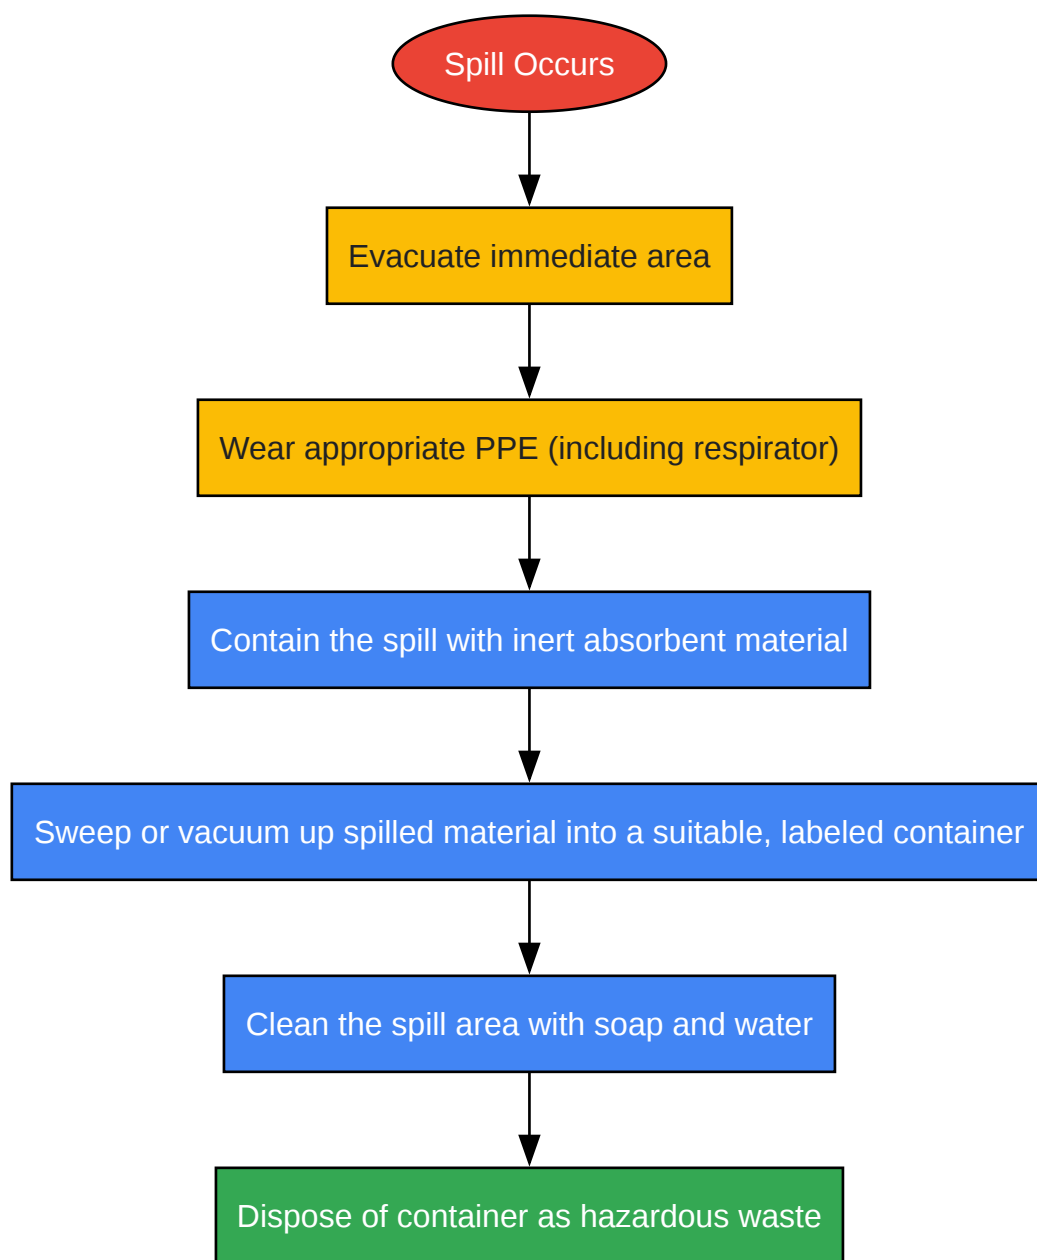 Spill Occurs
Evacuate immediate area
Wear appropriate PPE (including respirator)
Contain the spill with inert absorbent material
Sweep or vacuum up spilled material into a suitable, labeled container
Clean the spill area with soap and water
Dispose of container as hazardous waste